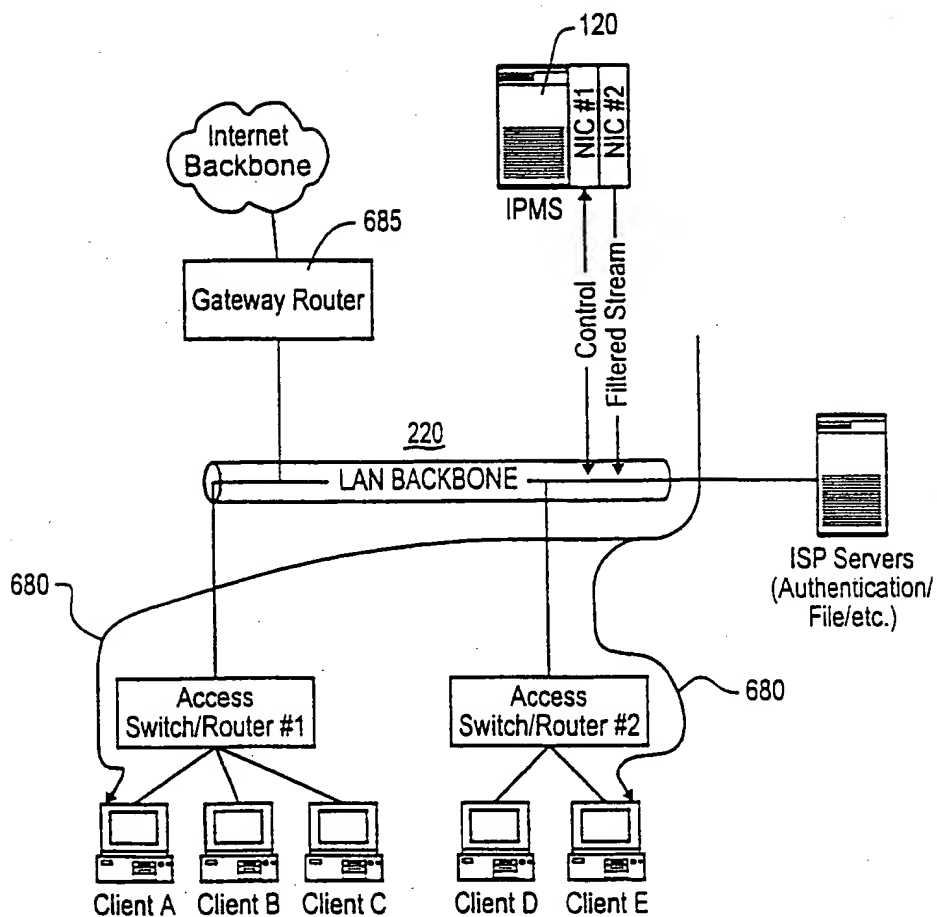 120
NIC #1
NIC #2
IPMS
Internet
Backbone
685
Gateway Router
Control
Filtered Stream
220
LAN BACKBONE
ISP Servers
(Authentication/
File/etc.)
680
680
Access
Switch/Router #1
Access
Switch/Router #2
Client A
Client B
Client C
Client D
Client E